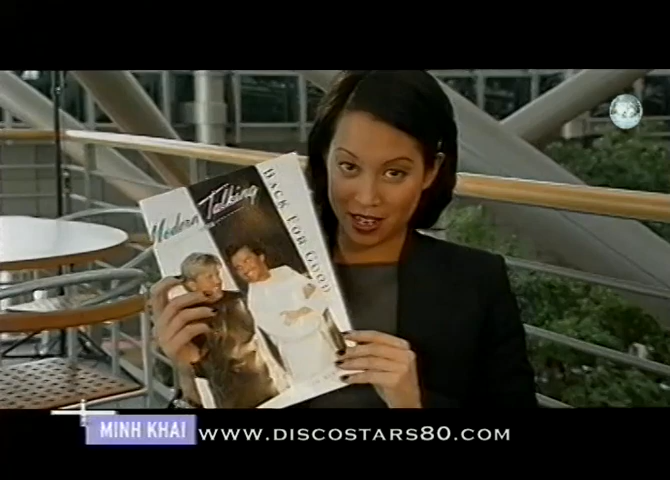 Modern Talking
BACK FOR GOOD
MINH KHAI
WWW.DISCOSTARS80.COM